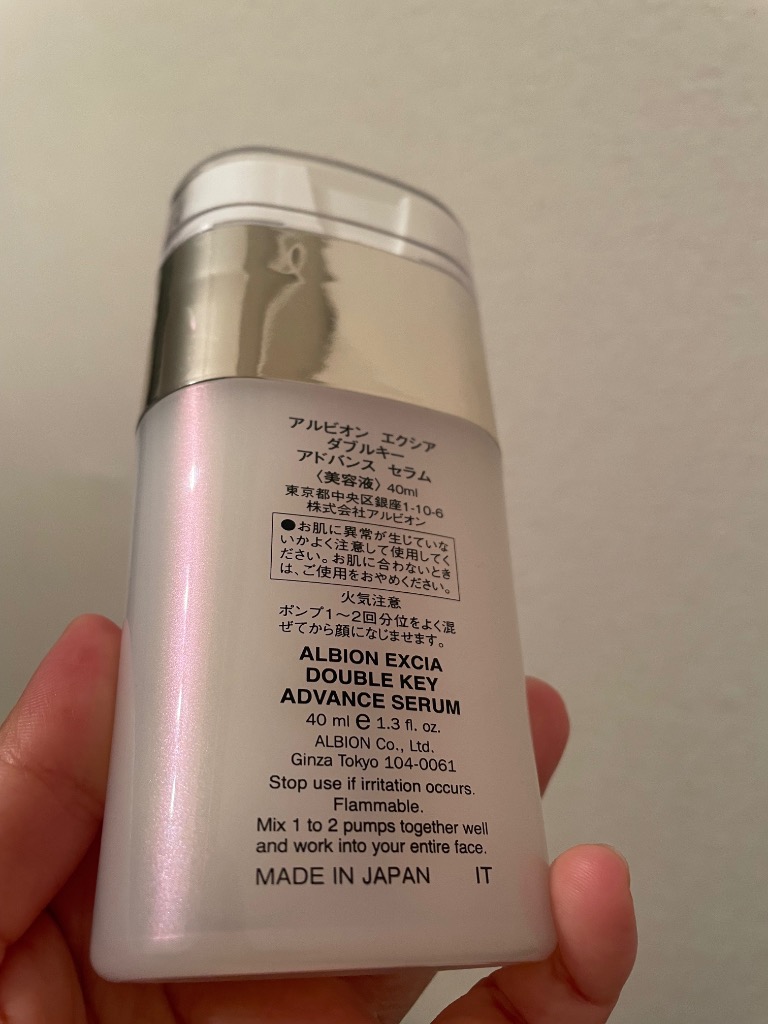 アルビオン エクシア
ダブルキー
アドバンス セラム
〈美容液〉40ml
東京都中央区銀座1-10-6
株式会社アルビオン
●お肌に異常が生じていな
いかよく注意して使用してく
ださい。お肌に合わないとき
は、ご使用をおやめください。
火気注意
ポンプ1〜2回分位をよく混
ぜてから顔になじませます。
ALBION EXCIA
DOUBLE KEY
ADVANCE SERUM
40 ml ℮ 1.3 fl. oz.
ALBION Co., Ltd.
Ginza Tokyo 104-0061
Stop use if irritation occurs.
Flammable.
Mix 1 to 2 pumps together well
and work into your entire face.
MADE IN JAPAN IT